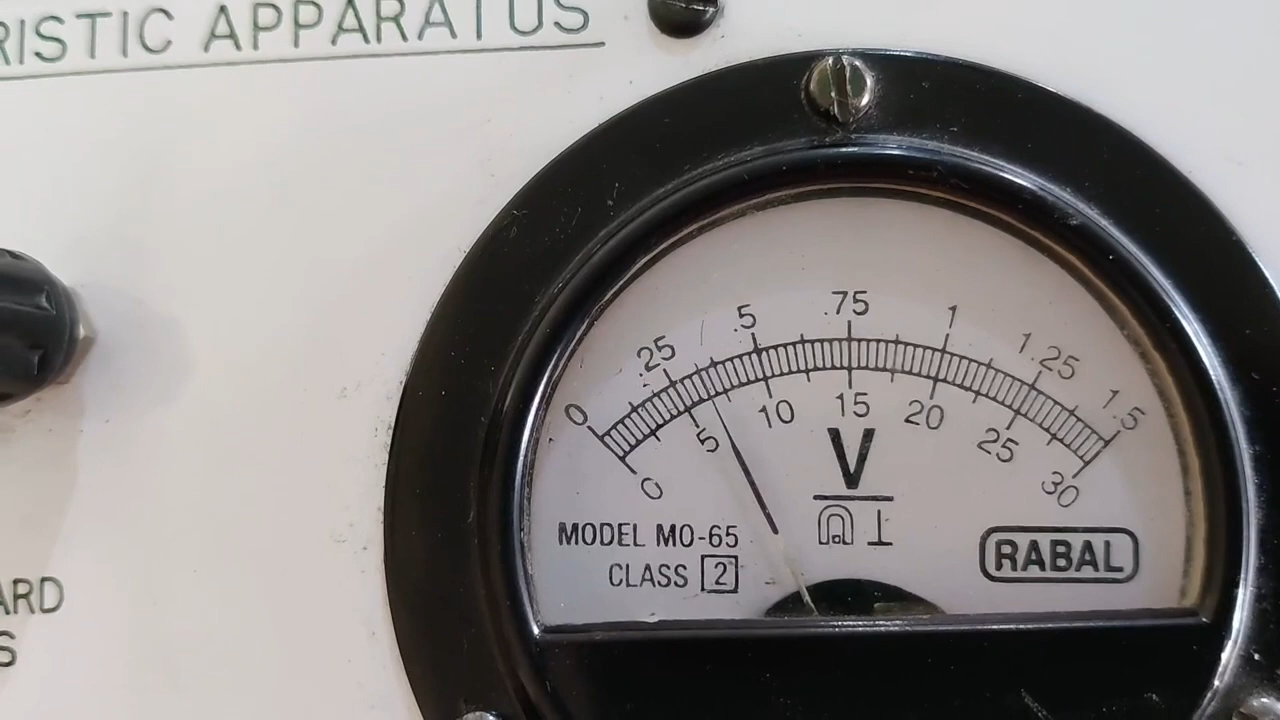 RISTIC APPARATUS
0 .25 .5 .75 1 1.25 1.5
0 5 10 15 20 25 30
V
MODEL MO-65
CLASS 2
RABAL
ARD
S